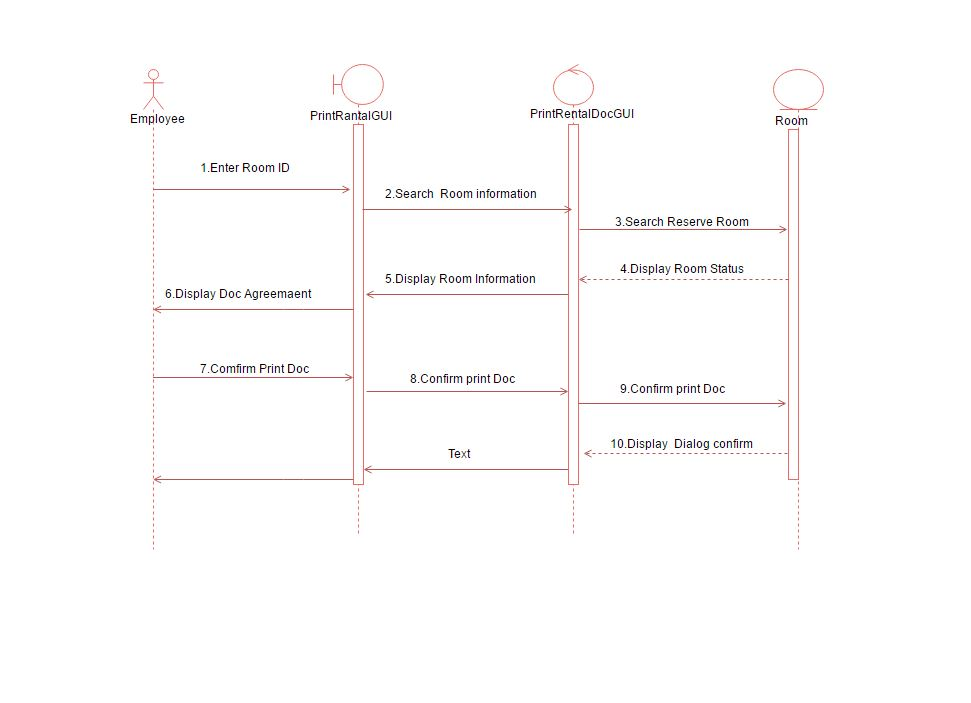 Employee
PrintRantalGUI
PrintRentalDocGUI
Room
1.Enter Room ID
2.Search  Room information
3.Search Reserve Room
4.Display Room Status
5.Display Room Information
6.Display Doc Agreemaent
7.Comfirm Print Doc
8.Confirm print Doc
9.Confirm print Doc
10.Display  Dialog confirm
Text